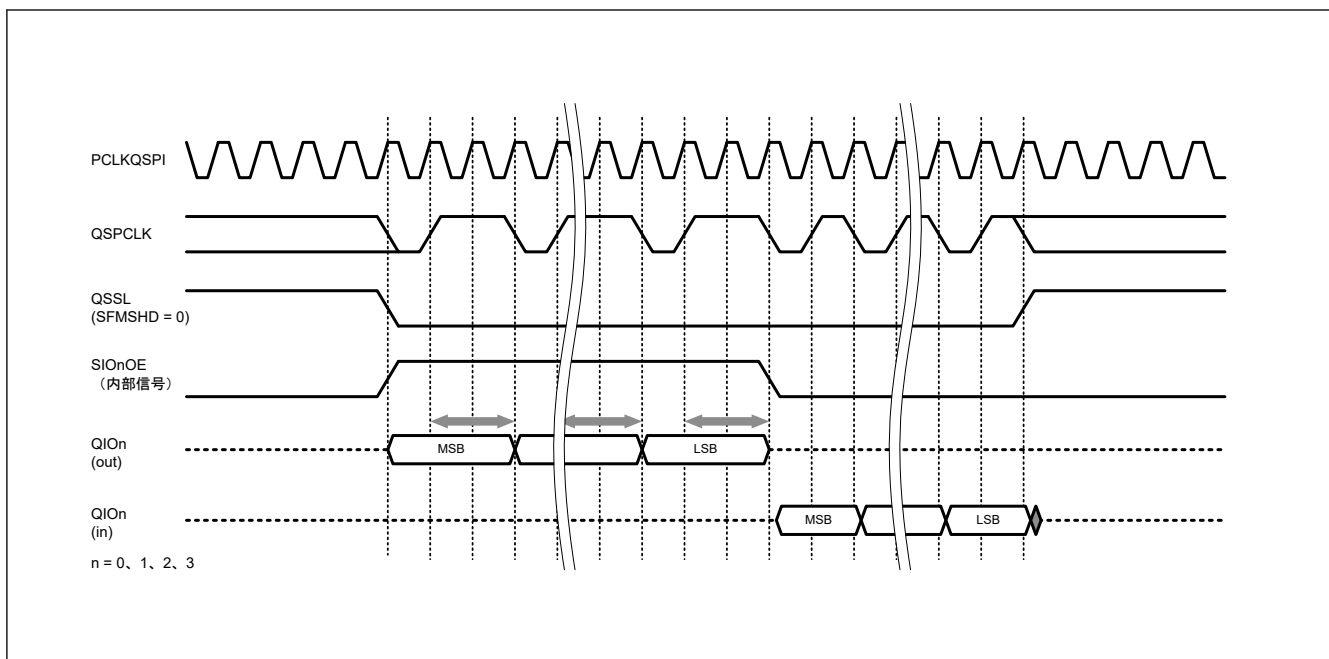 PCLKQSPI
QSPCLK
QSSL
(SFMSHD = 0)
SIOnOE
（内部信号）
QIOn
(out)
MSB
LSB
QIOn
(in)
MSB
LSB
n = 0、1、2、3